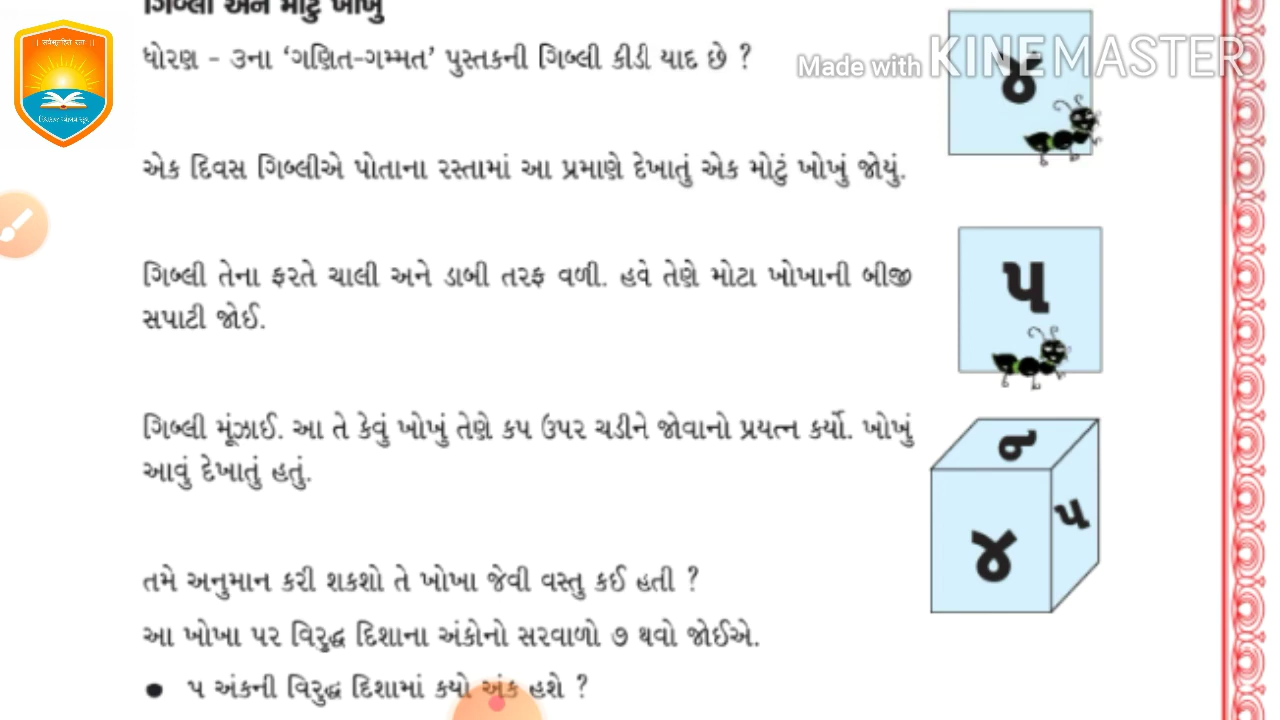 ગિબ્લી અને મોટું ખોખું
ધોરણ - ૩ના ‘ગણિત-ગમ્મત’ પુસ્તકની ગિબ્લી કીડી યાદ છે ?
Made with KINEMASTER
૪
એક દિવસ ગિબ્લીએ પોતાના રસ્તામાં આ પ્રમાણે દેખાતું એક મોટું ખોખું જોયું.
ગિબ્લી તેના ફરતે ચાલી અને ડાબી તરફ વળી. હવે તેણે મોટા ખોખાની બીજી
સપાટી જોઈ.
૫
ગિબ્લી મૂંઝાઈ. આ તે કેવું ખોખું તેણે કપ ઉપર ચડીને જોવાનો પ્રયત્ન કર્યો. ખોખું
આવું દેખાતું હતું.
૧
૫
૪
તમે અનુમાન કરી શકશો તે ખોખા જેવી વસ્તુ કઈ હતી ?
આ ખોખા પર વિરુદ્ધ દિશાના અંકોનો સરવાળો ૭ થવો જોઈએ.
● ૫ અંકની વિરુદ્ધ દિશામાં કયો અંક હશે ?